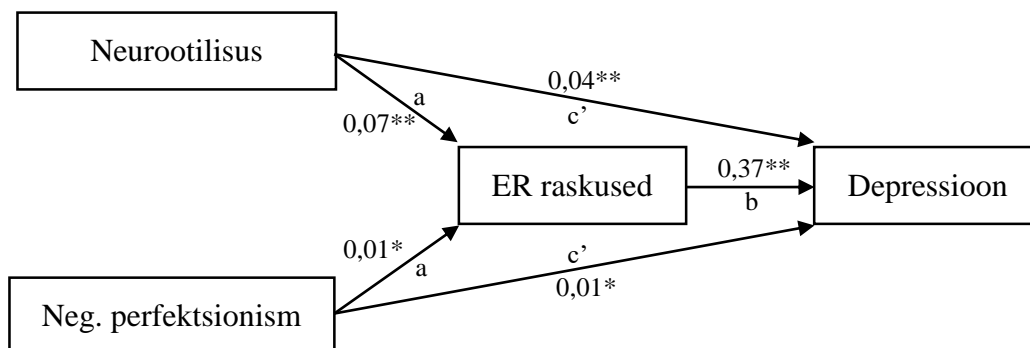 Neurootilisus
0,04**
a
c’
0,07**
ER raskused
0,37**
b
Depressioon
0,01*
a
c’
0,01*
Neg. perfektsionism